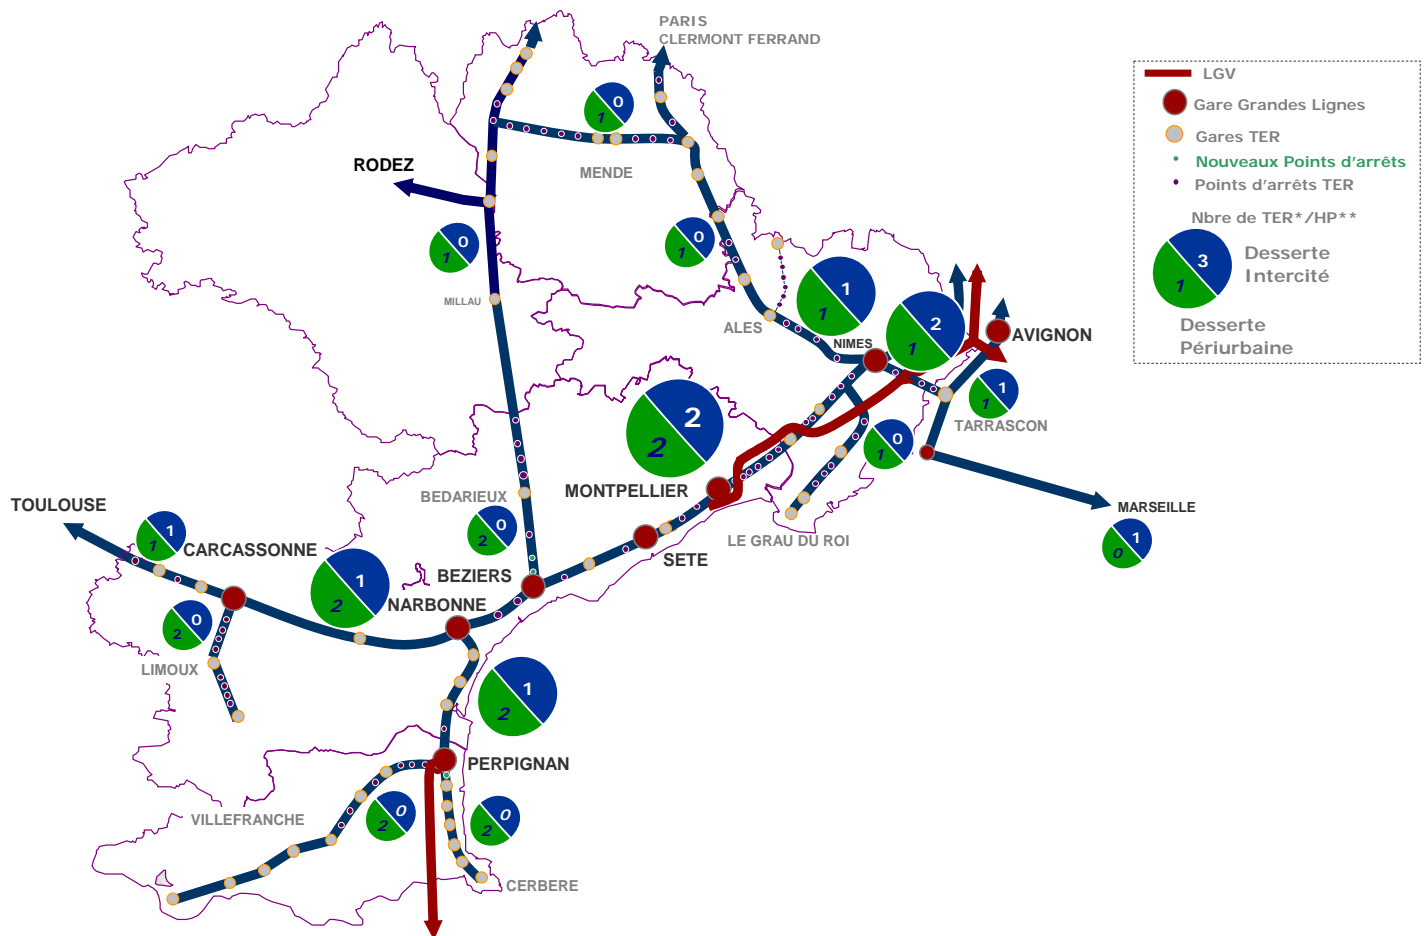 PARIS
CLERMONT FERRAND
LGV
Gare Grandes Lignes
Gares TER
Nouveaux Points d'arrêts
Points d'arrêts TER
Nbre de TER*/HP**
3
1
Desserte
Intercité
Desserte
Périurbaine
0
1
MENDE
RODEZ
0
1
0
1
MILLAU
ALES
1
1
NIMES
2
1
AVIGNON
1
1
TARRASCON
2
2
0
1
MONTPELLIER
BEDARIEUX
TOULOUSE
MARSEILLE
1
0
1
1
CARCASSONNE
0
2
LE GRAU DU ROI
SETE
BEZIERS
1
2
NARBONNE
0
2
LIMOUX
1
2
PERPIGNAN
VILLEFRANCHE
0
2
0
2
CERBERE